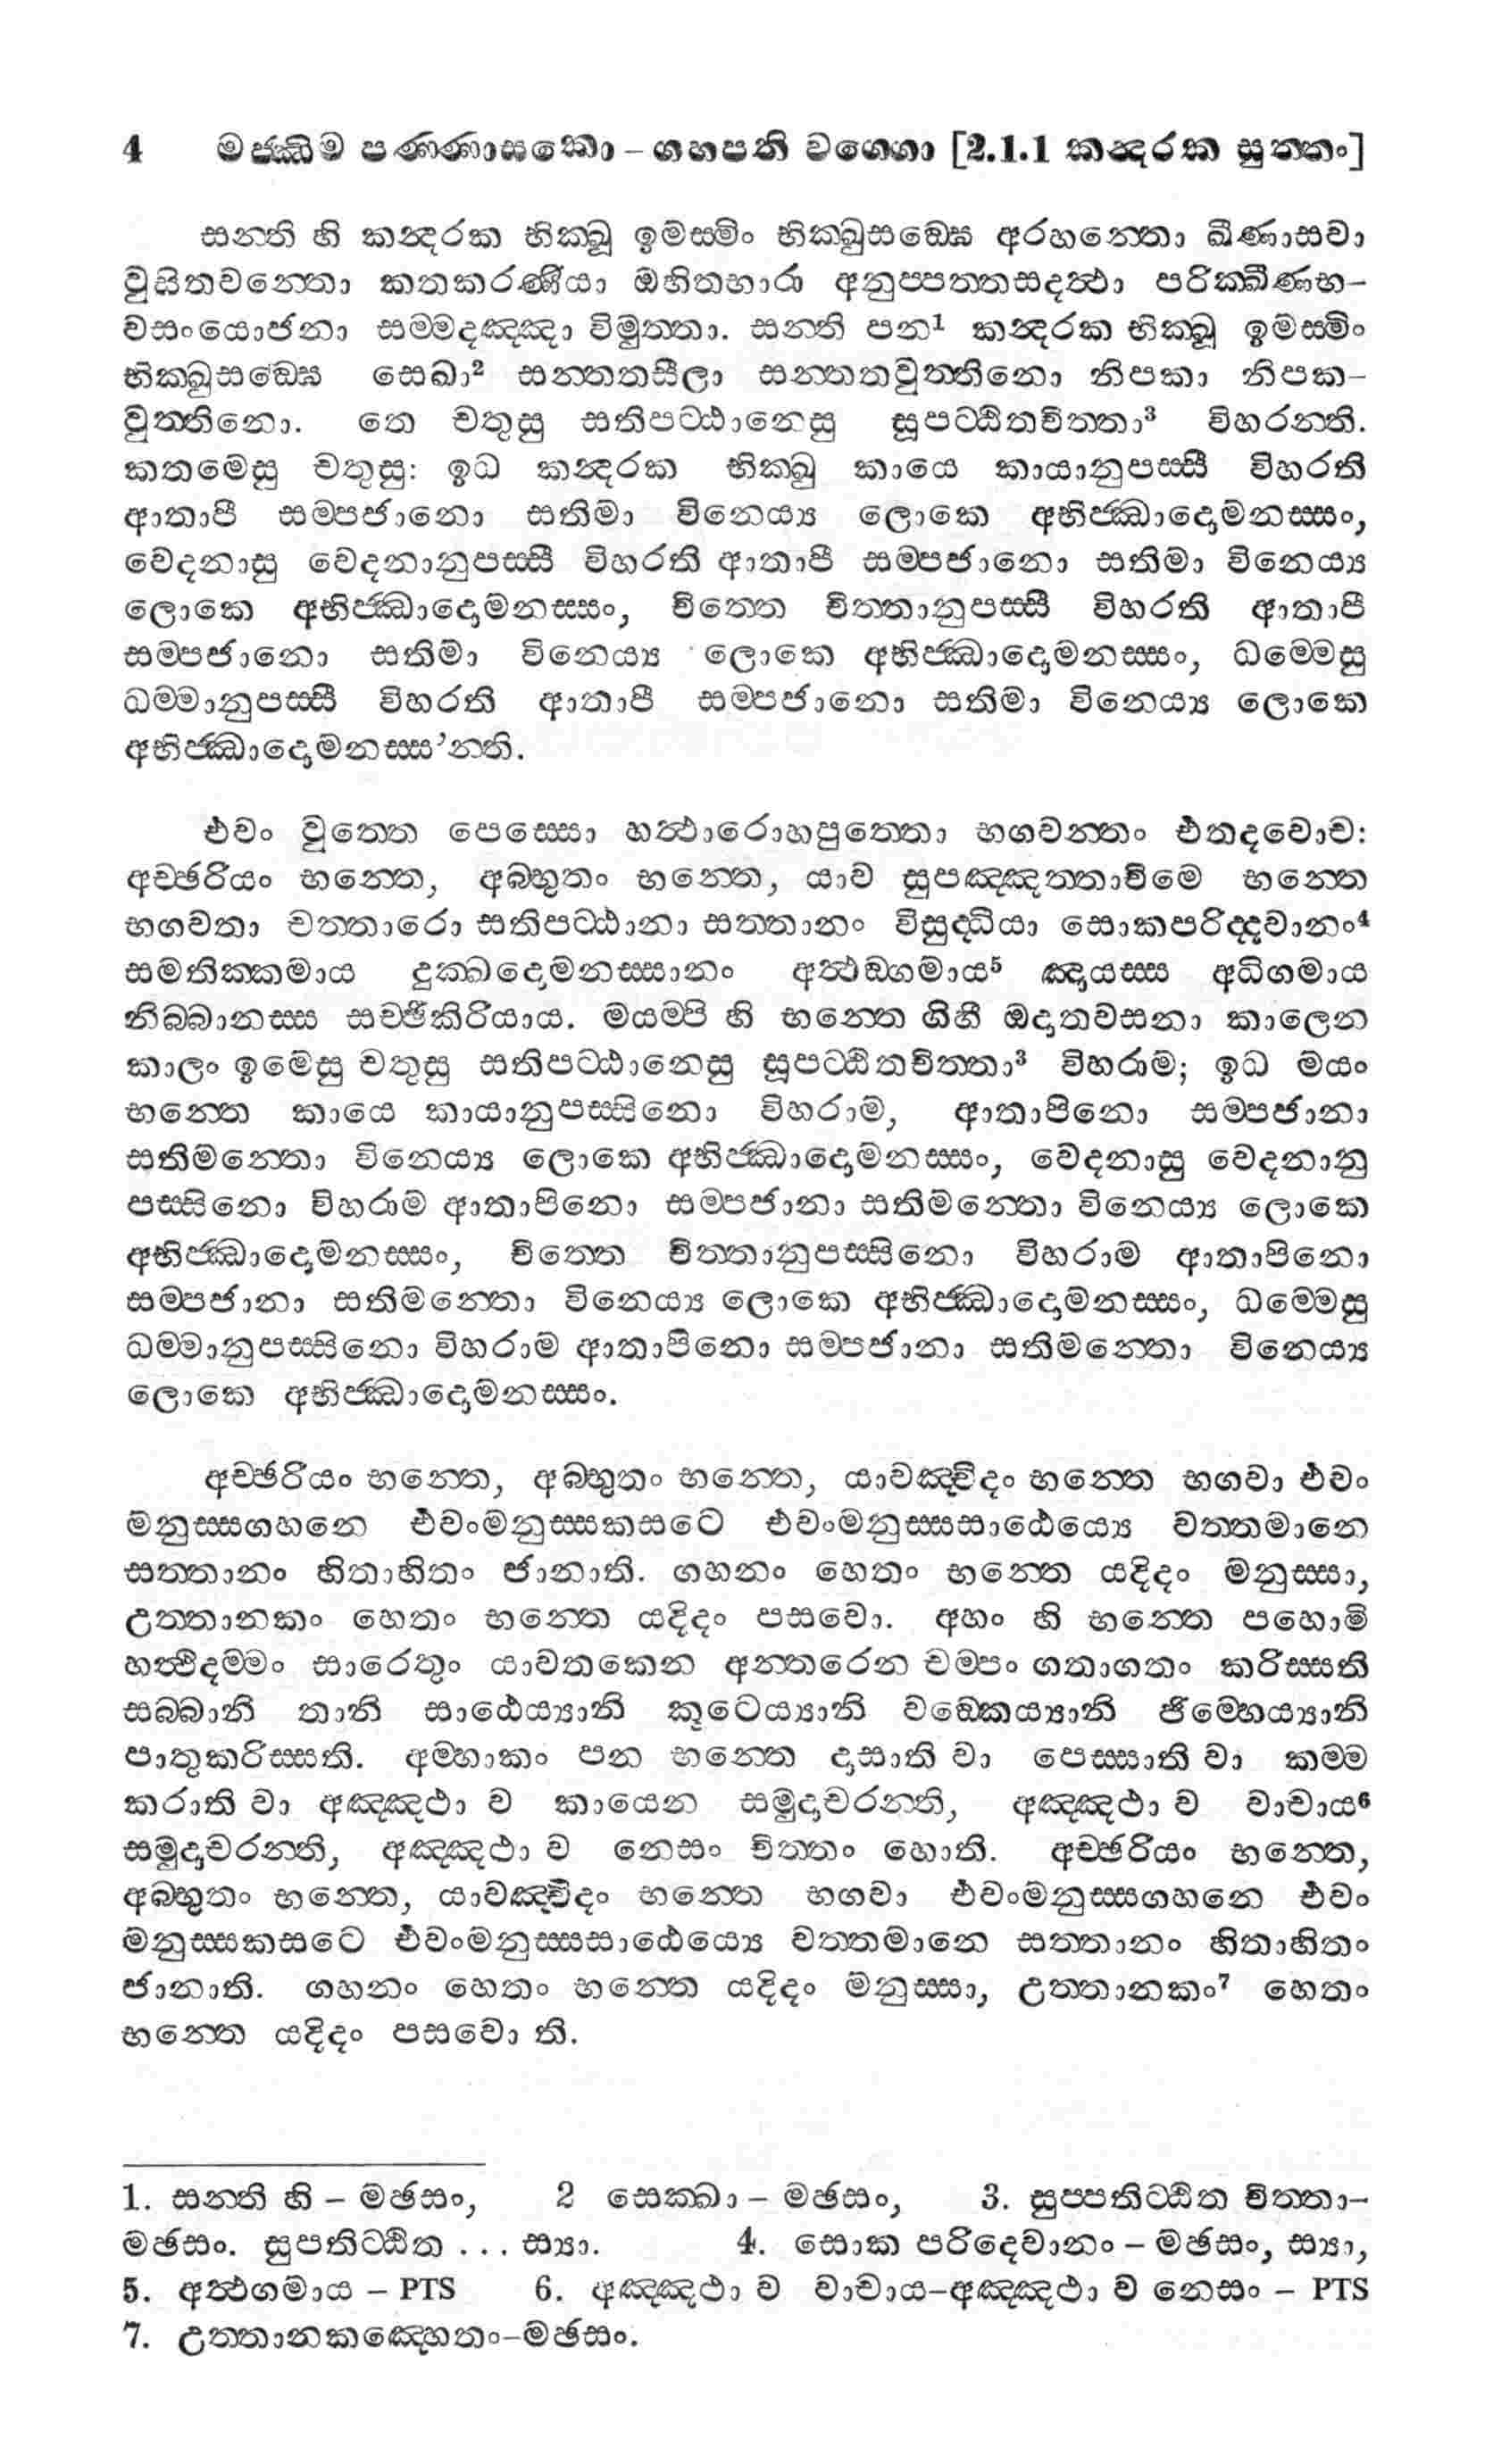 4 මජ්ඣිම පණ්ණාසකො – ගහපති වග්ගො [2.1.1 කන්දරක සුත්තං]
සන්ති හි කන්දරක භික්ඛූ ඉමස්මිං භික්ඛුසඞ්ඝෙ අරහන්තො ඛීණාසවා
වුසිතවන්තො කතකරණීයා ඔහිතභාරා අනුප්පත්තසදත්ථා පරික්ඛීණභ-
වසංයොජනා සම්මදඤ්ඤා විමුත්තා. සන්ති පන¹ කන්දරක භික්ඛූ ඉමස්මිං
භික්ඛුසඞ්ඝෙ සෙඛා² සන්තතසීලා සන්තතවුත්තිනො නිපකා නිපක-
වුත්තිනො. තෙ චතුසු සතිපට්ඨානෙසු සූපට්ඨිතචිත්තා³ විහරන්ති.
කතමෙසු චතුසු: ඉධ කන්දරක භික්ඛු කායෙ කායානුපස්සී විහරති
ආතාපී සම්පජානො සතිමා විනෙය්‍ය ලොකෙ අභිජ්ඣාදොමනස්සං,
වෙදනාසු වෙදනානුපස්සී විහරති ආතාපී සම්පජානො සතිමා විනෙය්‍ය
ලොකෙ අභිජ්ඣාදොමනස්සං, චිත්තෙ චිත්තානුපස්සී විහරති ආතාපී
සම්පජානො සතිමා විනෙය්‍ය ලොකෙ අභිජ්ඣාදොමනස්සං, ධම්මෙසු
ධම්මානුපස්සී විහරති ආතාපී සම්පජානො සතිමා විනෙය්‍ය ලොකෙ
අභිජ්ඣාදොමනස්ස’න්ති.
එවං වුත්තෙ පෙස්සො හත්ථාරොහපුත්තො භගවන්තං එතදවොච:
අච්ඡරියං භන්තෙ, අබ්භුතං භන්තෙ, යාව සුපඤ්ඤත්තාචිමෙ භන්තෙ
භගවතා චත්තාරො සතිපට්ඨානා සත්තානං විසුද්ධියා සොකපරිද්දවානං⁴
සමතික්කමාය දුක්ඛදොමනස්සානං අත්ථඞ්ගමාය⁵ ඤායස්ස අධිගමාය
නිබ්බානස්ස සච්ඡිකිරියාය. මයම්පි හි භන්තෙ ගිහී ඔදාතවසනා කාලෙන
කාලං ඉමෙසු චතුසු සතිපට්ඨානෙසු සූපට්ඨිතචිත්තා³ විහරාම; ඉධ මයං
භන්තෙ කායෙ කායානුපස්සිනො විහරාම, ආතාපිනො සම්පජානා
සතිමන්තො විනෙය්‍ය ලොකෙ අභිජ්ඣාදොමනස්සං, වෙදනාසු වෙදනානු
පස්සිනො විහරාම ආතාපිනො සම්පජානා සතිමන්තො විනෙය්‍ය ලොකෙ
අභිජ්ඣාදොමනස්සං, චිත්තෙ චිත්තානුපස්සිනො විහරාම ආතාපිනො
සම්පජානා සතිමන්තො විනෙය්‍ය ලොකෙ අභිජ්ඣාදොමනස්සං, ධම්මෙසු
ධම්මානුපස්සිනො විහරාම ආතාපිනො සම්පජානා සතිමන්තො විනෙය්‍ය
ලොකෙ අභිජ්ඣාදොමනස්සං.
අච්ඡරියං භන්තෙ, අබ්භුතං භන්තෙ, යාවඤ්චිදං භන්තෙ භගවා එවං
මනුස්සගහනෙ එවංමනුස්සකසටෙ එවංමනුස්සසාඨෙය්‍යෙ වත්තමානෙ
සත්තානං හිතාහිතං ජානාති. ගහනං හෙතං භන්තෙ යදිදං මනුස්සා,
උත්තානකං හෙතං භන්තෙ යදිදං පසවො. අහං හි භන්තෙ පහොමි
හත්ථිදම්මං සාරෙතුං යාවතකෙන අන්තරෙන චම්පං ගතාගතං කරිස්සති
සබ්බානි තානි සාඨෙය්‍යානි කූටෙය්‍යානි වඞ්කෙය්‍යානි ජිම්හෙය්‍යානි
පාතුකරිස්සති. අම්හාකං පන භන්තෙ දාසාති වා පෙස්සාති වා කම්ම
කරාති වා අඤ්ඤථා ච කායෙන සමුදාචරන්ති, අඤ්ඤථා ච වාචාය⁶
සමුදාචරන්ති, අඤ්ඤථා ච නෙසං චිත්තං හොති. අච්ඡරියං භන්තෙ,
අබ්භුතං භන්තෙ, යාවඤ්චිදං භන්තෙ භගවා එවංමනුස්සගහනෙ එවං
මනුස්සකසටෙ එවංමනුස්සසාඨෙය්‍යෙ වත්තමානෙ සත්තානං හිතාහිතං
ජානාති. ගහනං හෙතං භන්තෙ යදිදං මනුස්සා, උත්තානකං⁷ හෙතං
භන්තෙ යදිදං පසවො ති.
1. සන්ති හි – මඡසං, 2 සෙක්ඛා – මඡසං, 3. සුප්පතිට්ඨිත චිත්තා–
මඡසං. සුපතිට්ඨිත ... ස්‍යා. 4. සොක පරිදෙවානං – මඡසං, ස්‍යා,
5. අත්ථගමාය – PTS 6. අඤ්ඤථා ච වාචාය–අඤ්ඤථා ච නෙසං – PTS
7. උත්තානකඤ්හෙතං–මඡසං.